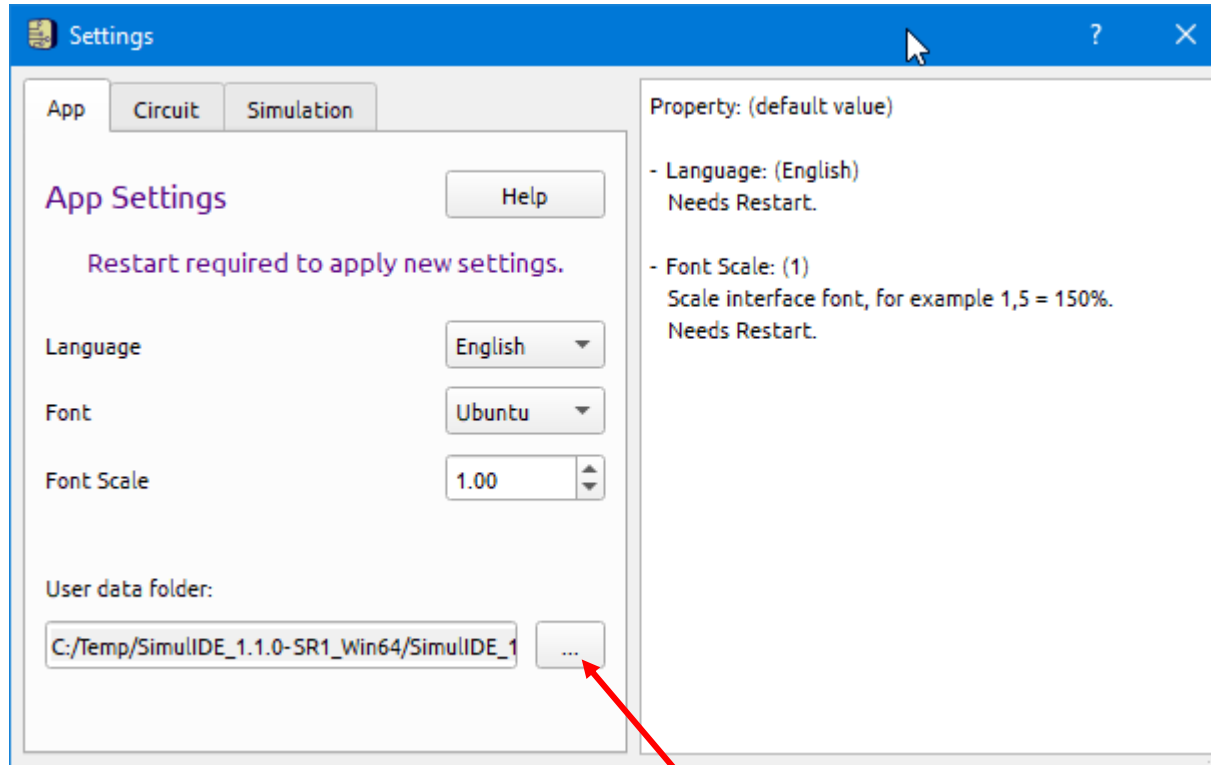 Settings
?
App Circuit Simulation
App Settings
Help
Restart required to apply new settings.
Language
English
Font
Ubuntu
Font Scale
1.00
User data folder:
C:/Temp/SimulIDE_1.1.0-SR1_Win64/SimulIDE_1
...
Property: (default value)
- Language: (English)
Needs Restart.
- Font Scale: (1)
Scale interface font, for example 1,5 = 150%.
Needs Restart.